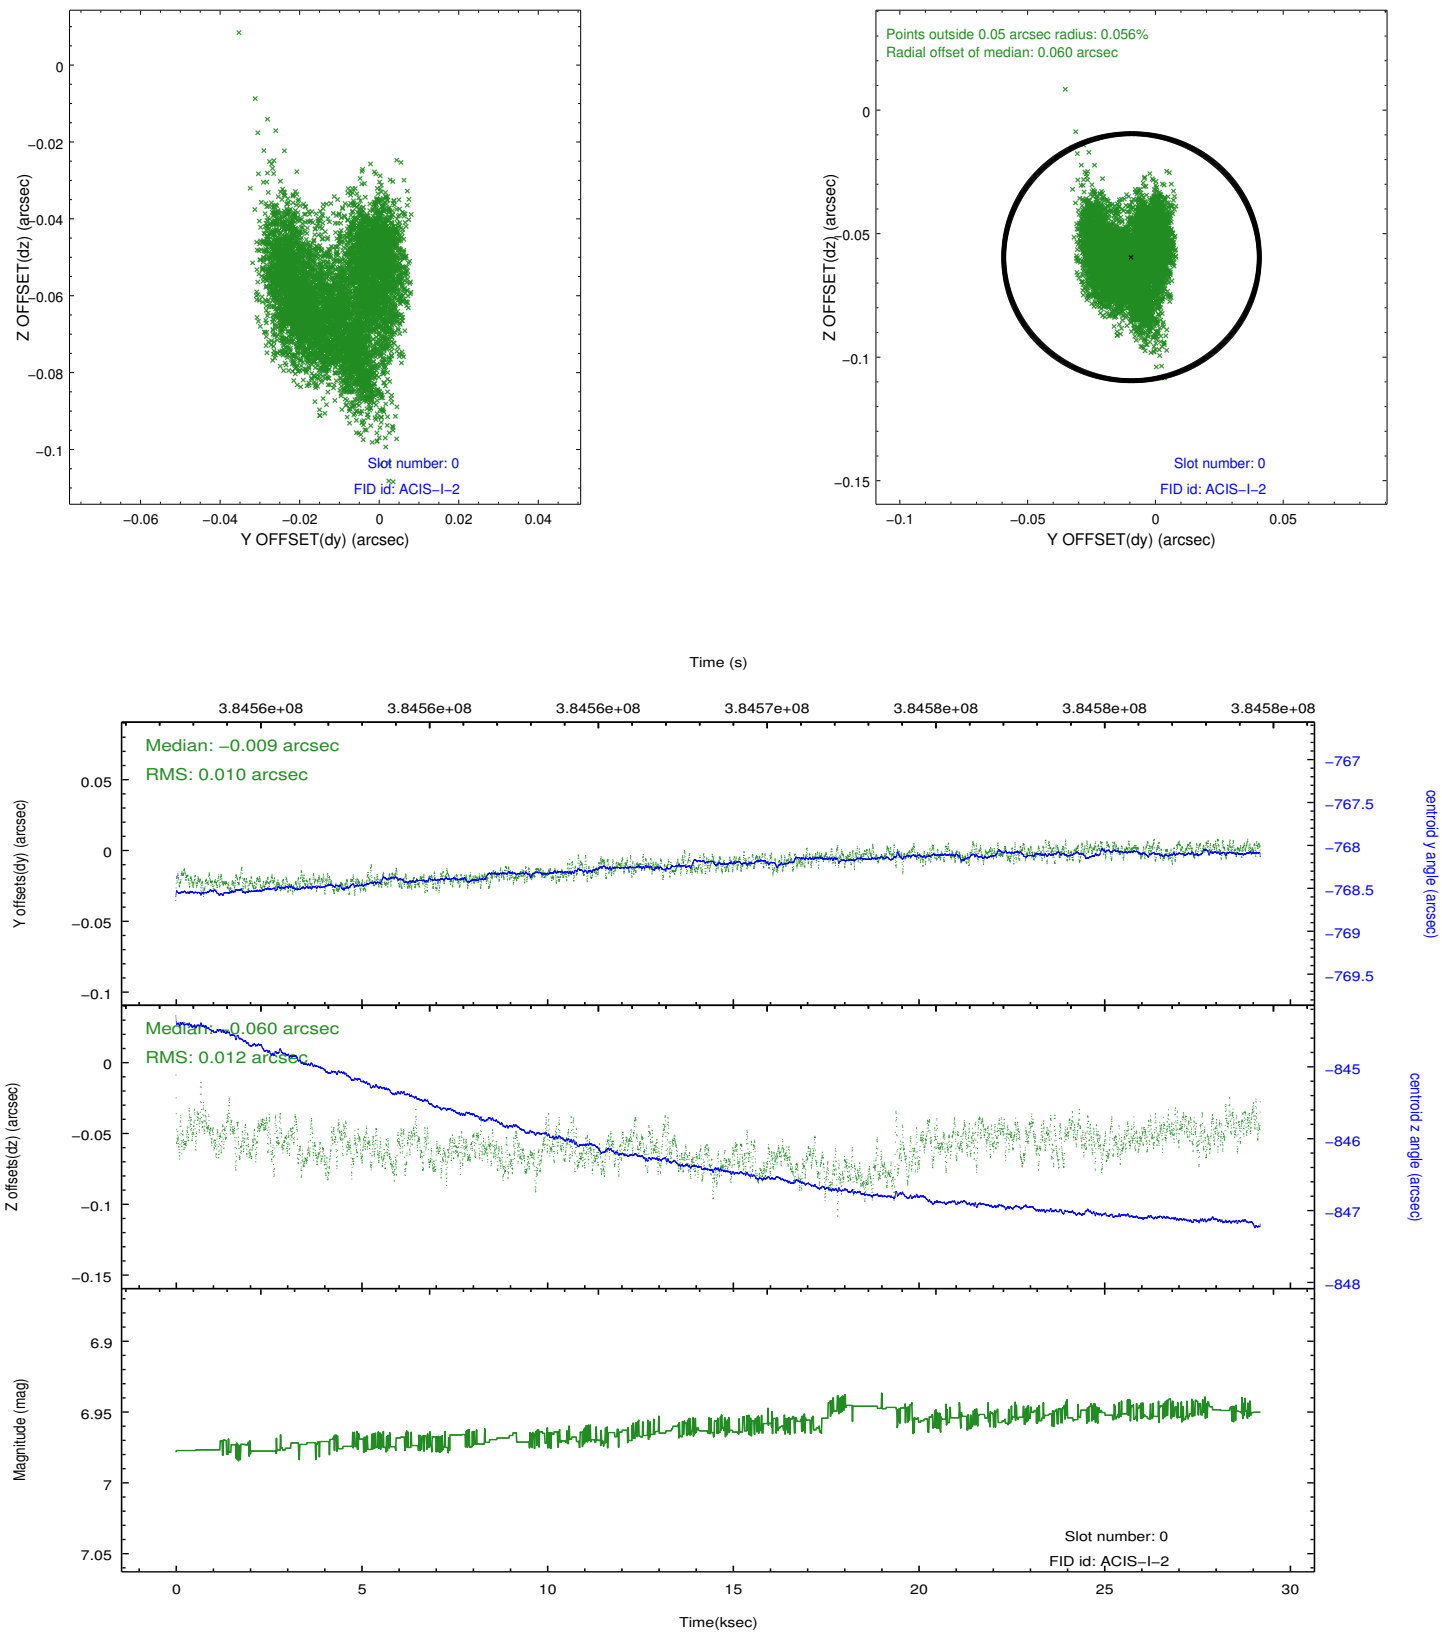 0
−0.02
−0.04
−0.06
−0.08
−0.1
Z OFFSET(dz) (arcsec)
Slot number: 0
FID id: ACIS−I−2
−0.06
−0.04
−0.02
0
0.02
0.04
Y OFFSET(dy) (arcsec)
Points outside 0.05 arcsec radius: 0.056%
Radial offset of median: 0.060 arcsec
0
−0.05
−0.1
−0.15
Z OFFSET(dz) (arcsec)
Slot number: 0
FID id: ACIS−I−2
−0.1
−0.05
0
0.05
Y OFFSET(dy) (arcsec)
Time (s)
3.8456e+08
3.8456e+08
3.8456e+08
3.8457e+08
3.8458e+08
3.8458e+08
3.8458e+08
Median: −0.009 arcsec
RMS: 0.010 arcsec
0.05
0
−0.05
−0.1
Y offsets(dy) (arcsec)
−767
−767.5
−768
−768.5
−769
−769.5
centroid y angle (arcsec)
Median: −0.060 arcsec
RMS: 0.012 arcsec
0
−0.05
−0.1
−0.15
Z offsets(dz) (arcsec)
−845
−846
−847
−848
centroid z angle (arcsec)
6.9
6.95
7
7.05
Magnitude (mag)
Slot number: 0
FID id: ACIS−I−2
0
5
10
15
20
25
30
Time(ksec)